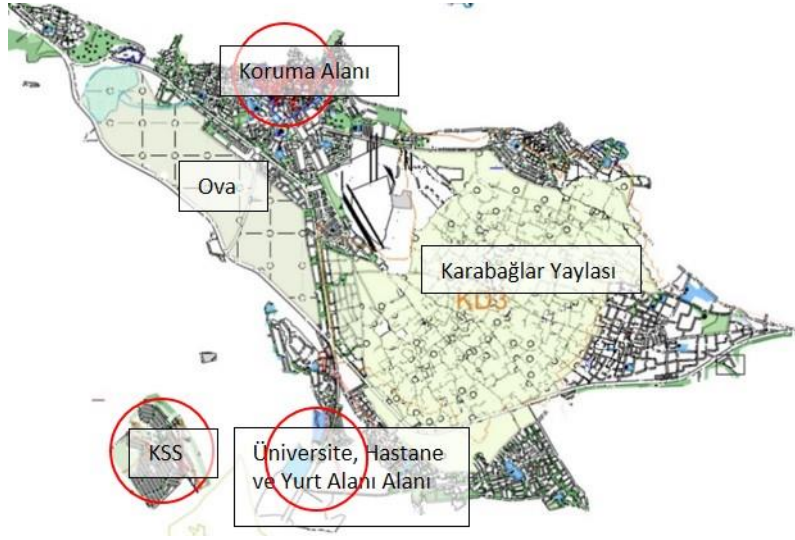 Koruma Alanı
Ova
Karabağlar Yaylası
KD3
KSS
Üniversite, Hastane
ve Yurt Alanı Alanı